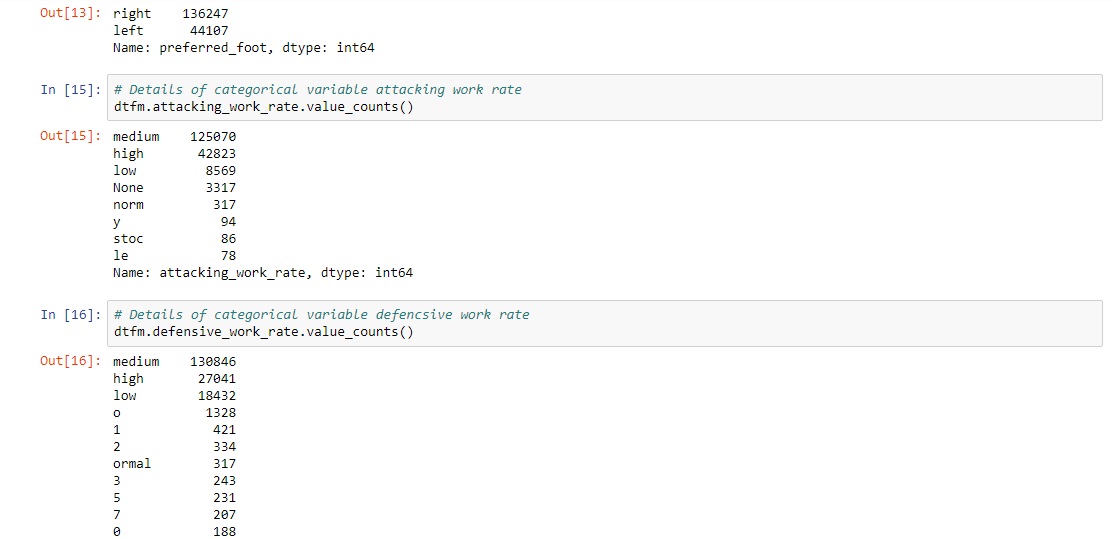 Out[13]: right 136247
left 44107
Name: preferred_foot, dtype: int64
In [15]: # Details of categorical variable attacking work rate
dtfm.attacking_work_rate.value_counts()
Out[15]: medium 125070
high 42823
low 8569
None 3317
norm 317
y 94
stoc 86
le 78
Name: attacking_work_rate, dtype: int64
In [16]: # Details of categorical variable defencsive work rate
dtfm.defensive_work_rate.value_counts()
Out[16]: medium 130846
high 27041
low 18432
o 1328
1 421
2 334
ormal 317
3 243
5 231
7 207
0 188